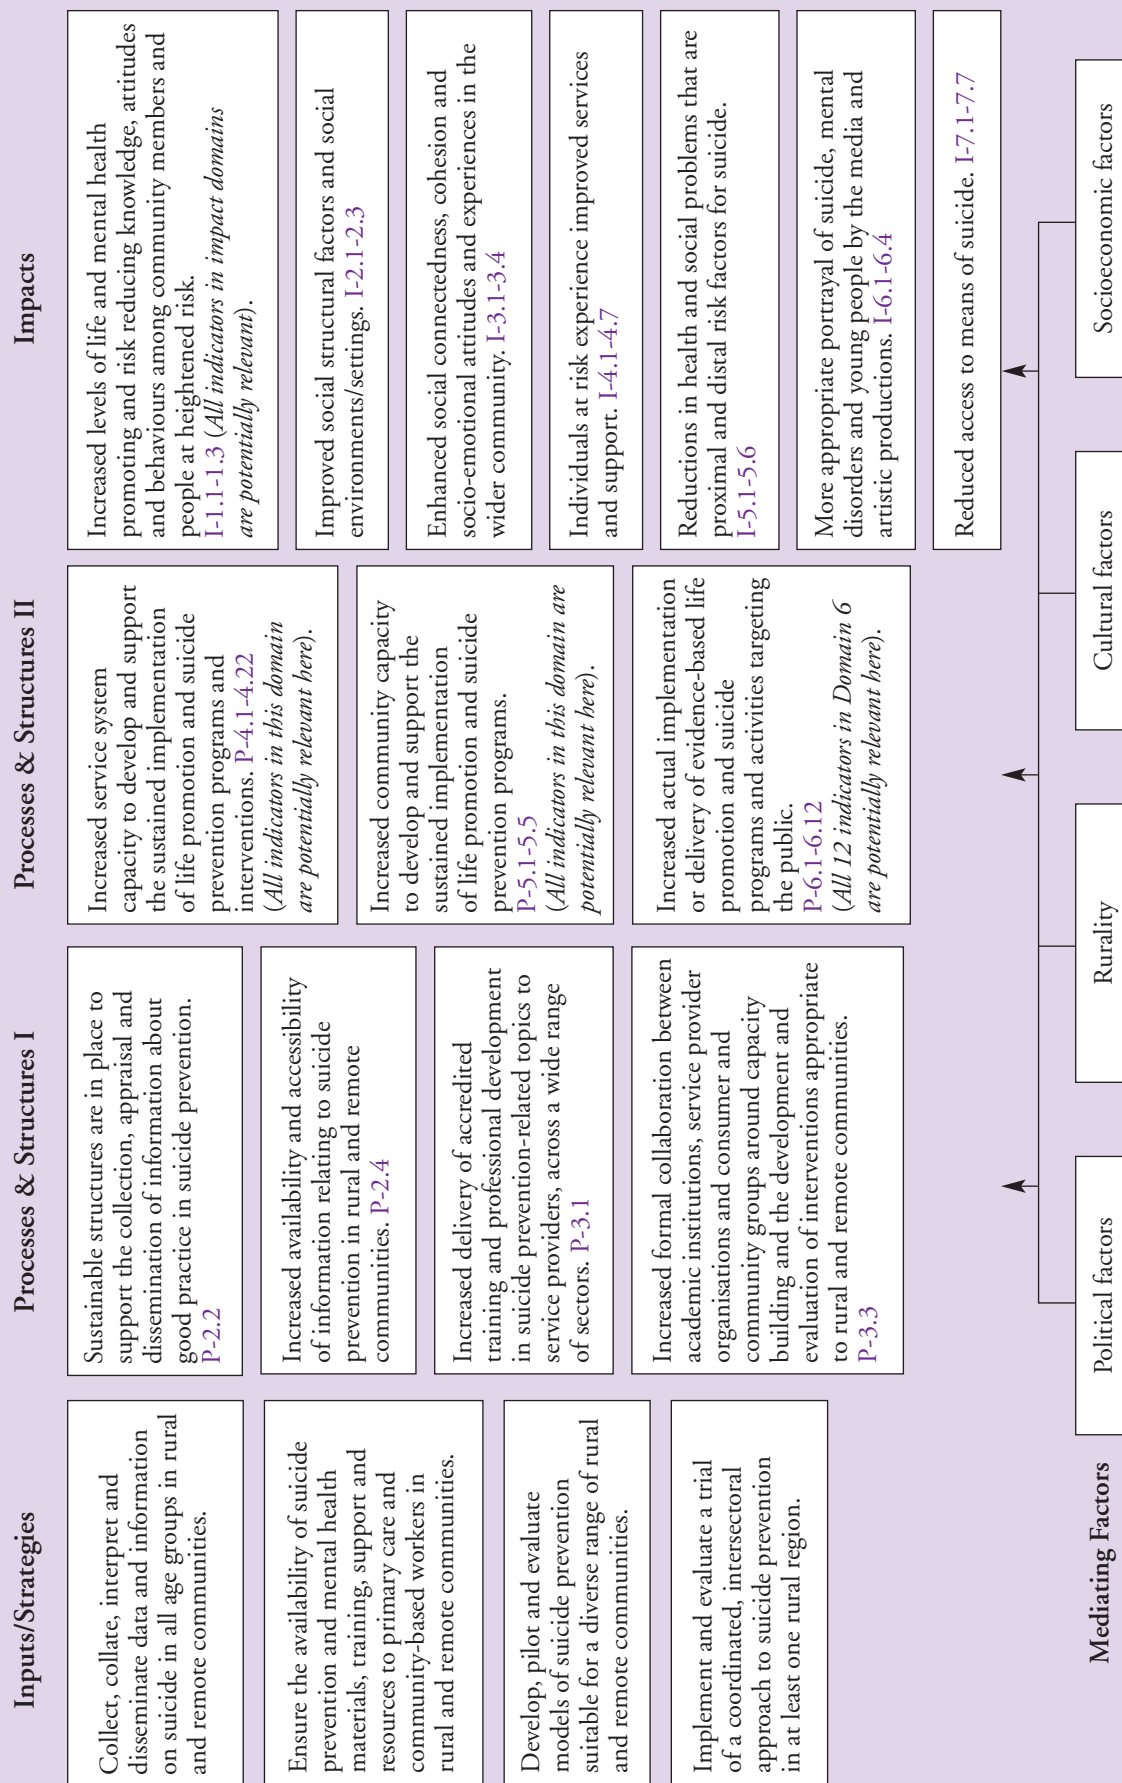 Inputs/Strategies
Collect, collate, interpret and
disseminate data and information
on suicide in all age groups in rural
and remote communities.
Ensure the availability of suicide
prevention and mental health
materials, training, support and
resources to primary care and
community-based workers in
rural and remote communities.
Develop, pilot and evaluate
models of suicide prevention
suitable for a diverse range of rural
and remote communities.
Implement and evaluate a trial
of a coordinated, intersectoral
approach to suicide prevention
in at least one rural region.
Processes & Structures I
Sustainable structures are in place to
support the collection, appraisal and
dissemination of information about
good practice in suicide prevention.
P-2.2
Increased availability and accessibility
of information relating to suicide
prevention in rural and remote
communities. P-2.4
Increased delivery of accredited
training and professional development
in suicide prevention-related topics to
service providers, across a wide range
of sectors. P-3.1
Increased formal collaboration between
academic institutions, service provider
organisations and consumer and
community groups around capacity
building and the development and
evaluation of interventions appropriate
to rural and remote communities.
P-3.3
Processes & Structures II
Increased service system
capacity to develop and support
the sustained implementation
of life promotion and suicide
prevention programs and
interventions. P-4.1-4.22
(All indicators in this domain
are potentially relevant here).
Increased community capacity
to develop and support the
sustained implementation
of life promotion and suicide
prevention programs.
P-5.1-5.5
(All indicators in this domain are
potentially relevant here).
Increased actual implementation
or delivery of evidence-based life
promotion and suicide
programs and activities targeting
the public.
P-6.1-6.12
(All 12 indicators in Domain 6
are potentially relevant here).
Impacts
Increased levels of life and mental health
promoting and risk reducing knowledge, attitudes
and behaviours among community members and
people at heightened risk.
I-1.1-1.3 (All indicators in impact domains
are potentially relevant).
Improved social structural factors and social
environments/settings. I-2.1-2.3
Enhanced social connectedness, cohesion and
socio-emotional attitudes and experiences in the
wider community. I-3.1-3.4
Individuals at risk experience improved services
and support. I-4.1-4.7
Reductions in health and social problems that are
proximal and distal risk factors for suicide.
I-5.1-5.6
More appropriate portrayal of suicide, mental
disorders and young people by the media and
artistic productions. I-6.1-6.4
Reduced access to means of suicide. I-7.1-7.7
Mediating Factors
Political factors
Rurality
Cultural factors
Socioeconomic factors